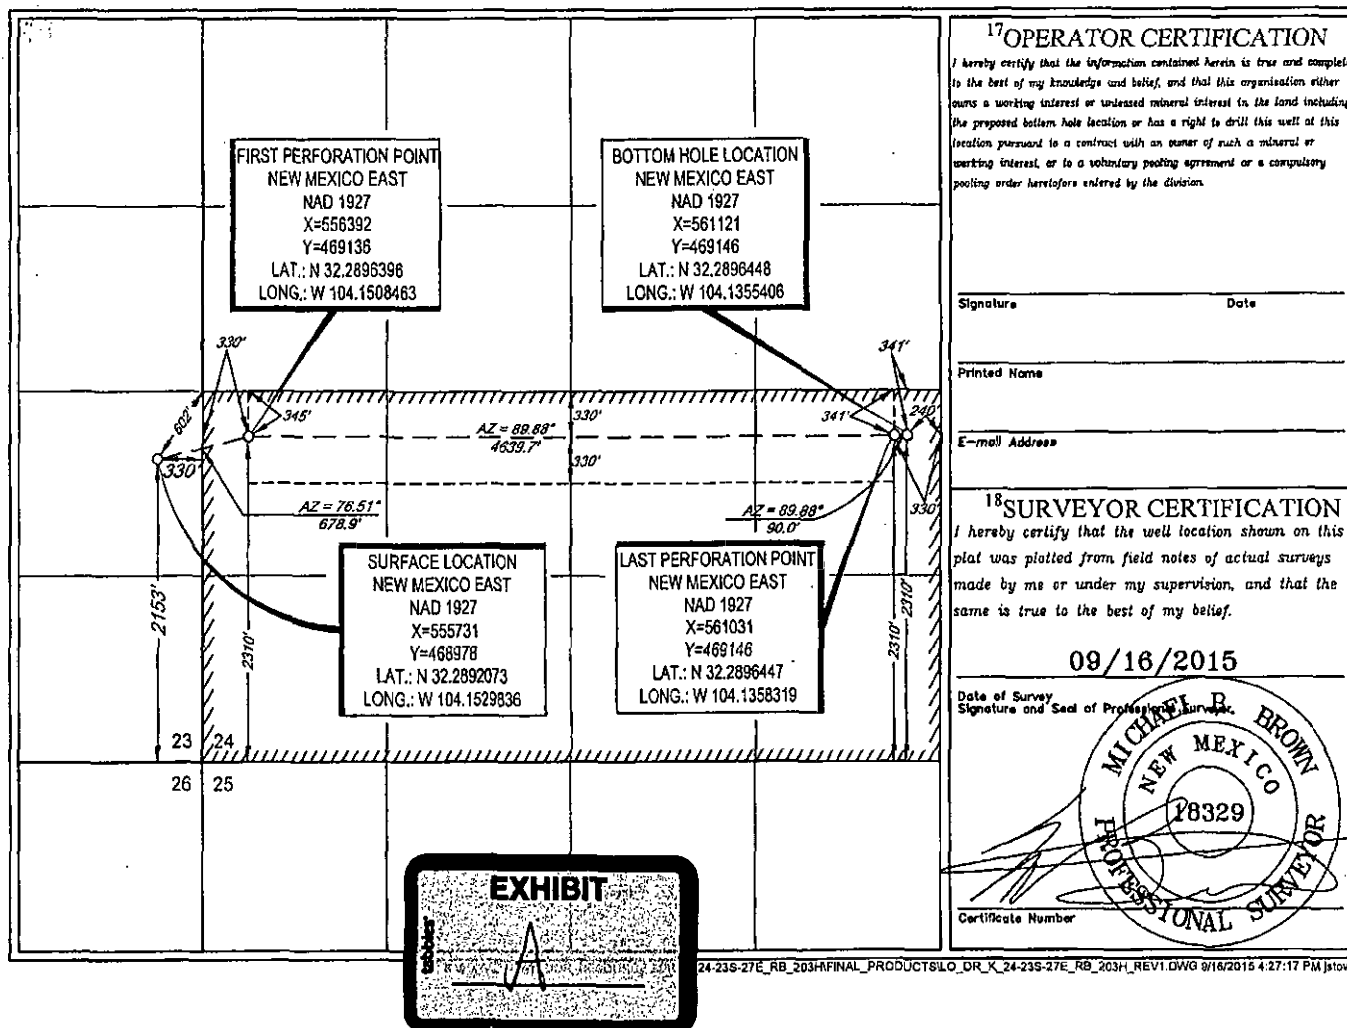 FIRST PERFORATION POINT
NEW MEXICO EAST
NAD 1927
X=556392
Y=469136
LAT.: N 32.2896396
LONG.: W 104.1508463
BOTTOM HOLE LOCATION
NEW MEXICO EAST
NAD 1927
X=561121
Y=469146
LAT.: N 32.2896448
LONG.: W 104.1355406
330'
341'
602'
345'
330'
341'
240'
AZ = 89.88°
4639.7'
330'
330'
330'
AZ = 76.51°
678.9'
AZ = 89.88°
90.0'
SURFACE LOCATION
NEW MEXICO EAST
NAD 1927
X=555731
Y=468978
LAT.: N 32.2892073
LONG.: W 104.1529836
LAST PERFORATION POINT
NEW MEXICO EAST
NAD 1927
X=561031
Y=469146
LAT.: N 32.2896447
LONG.: W 104.1358319
2153'
2310'
2310'
2310'
23 24
26 25
17 OPERATOR CERTIFICATION
I hereby certify that the information contained herein is true and complete
to the best of my knowledge and belief, and that this organisation either
owns a working interest or unleased mineral interest in the land including
the proposed bottom hole location or has a right to drill this well at this
location pursuant to a contract with an owner of such a mineral or
working interest, or to a voluntary pooling agreement or a compulsory
pooling order heretofore entered by the division.
Signature Date
Printed Name
E-mail Address
18 SURVEYOR CERTIFICATION
I hereby certify that the well location shown on this
plat was plotted from field notes of actual surveys
made by me or under my supervision, and that the
same is true to the best of my belief.
09/16/2015
Date of Survey
Signature and Seal of Professional Surveyor:
MICHAEL B. BROWN
NEW MEXICO
18329
PROFESSIONAL SURVEYOR
Certificate Number
EXHIBIT
tabbies'
A
24-23S-27E_RB_203H\FINAL_PRODUCTS\LO_DR_K_24-23S-27E_RB_203H_REV1.DWG 9/16/2015 4:27:17 PM